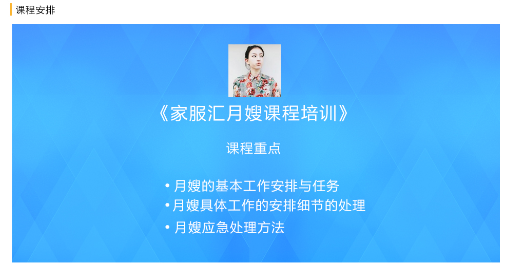 课程安排
《家服汇月嫂课程培训》
课程重点
• 月嫂的基本工作安排与任务
• 月嫂具体工作的安排细节的处理
• 月嫂应急处理方法